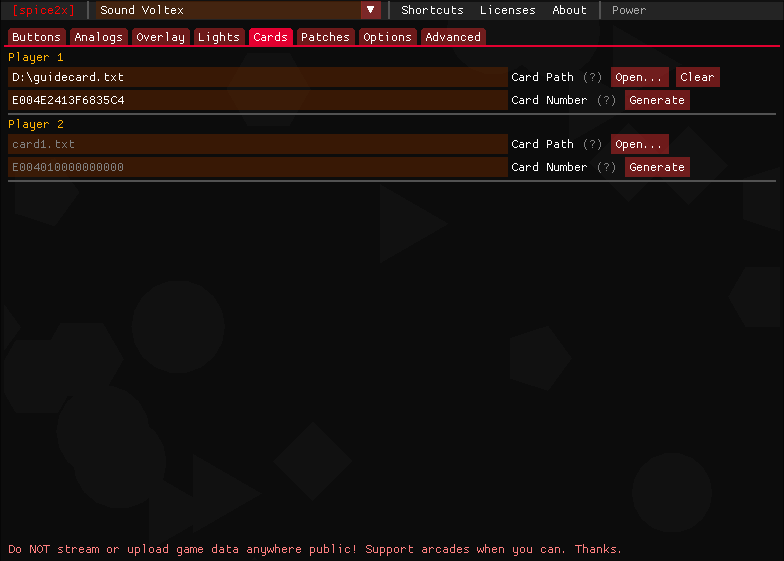 [spice2x] Sound Voltex ▼ Shortcuts Licenses About Power
Buttons Analogs Overlay Lights Cards Patches Options Advanced
Player 1
D:\guidecard.txt Card Path (?) Open... Clear
E004E2413F6835C4 Card Number (?) Generate
Player 2
card1.txt Card Path (?) Open...
E004010000000000 Card Number (?) Generate
Do NOT stream or upload game data anywhere public! Support arcades when you can. Thanks.